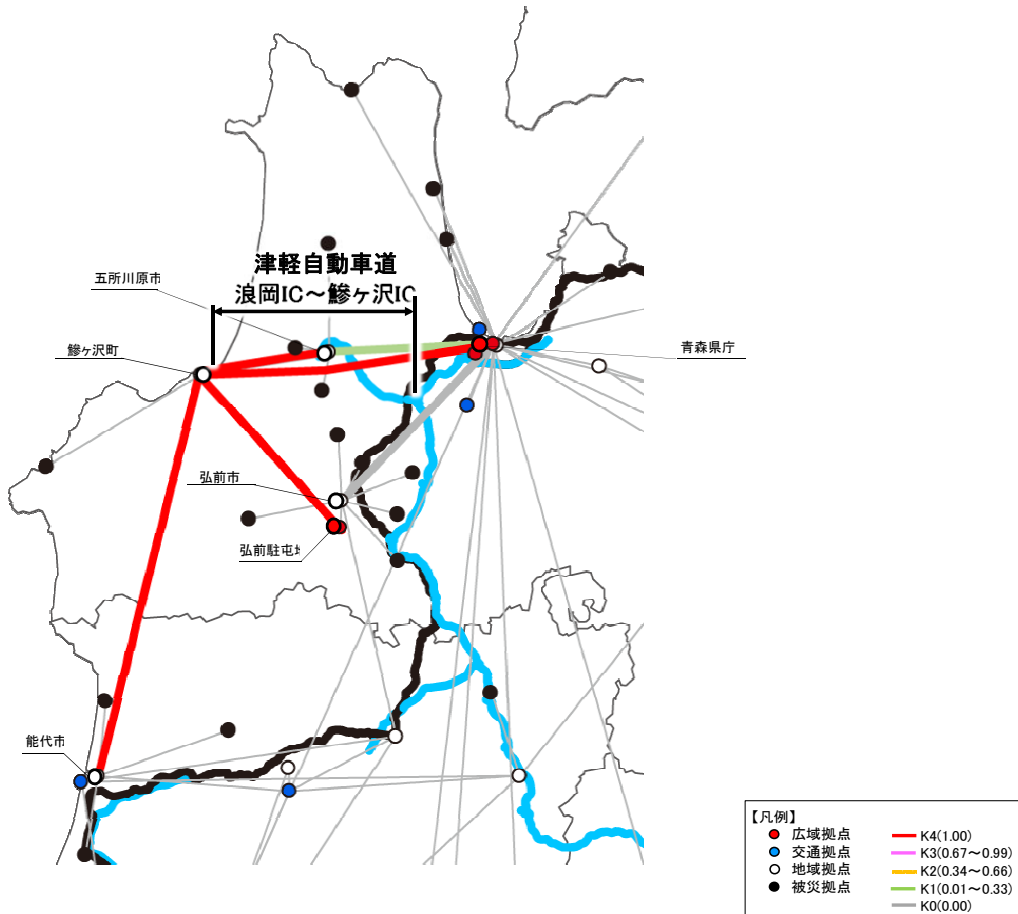 津軽自動車道
浪岡IC～鰺ヶ沢IC
五所川原市
鰺ヶ沢町
青森県庁
弘前市
弘前駐屯地
能代市
【凡例】
広域拠点
交通拠点
地域拠点
被災拠点
K4(1.00)
K3(0.67～0.99)
K2(0.34～0.66)
K1(0.01～0.33)
K0(0.00)